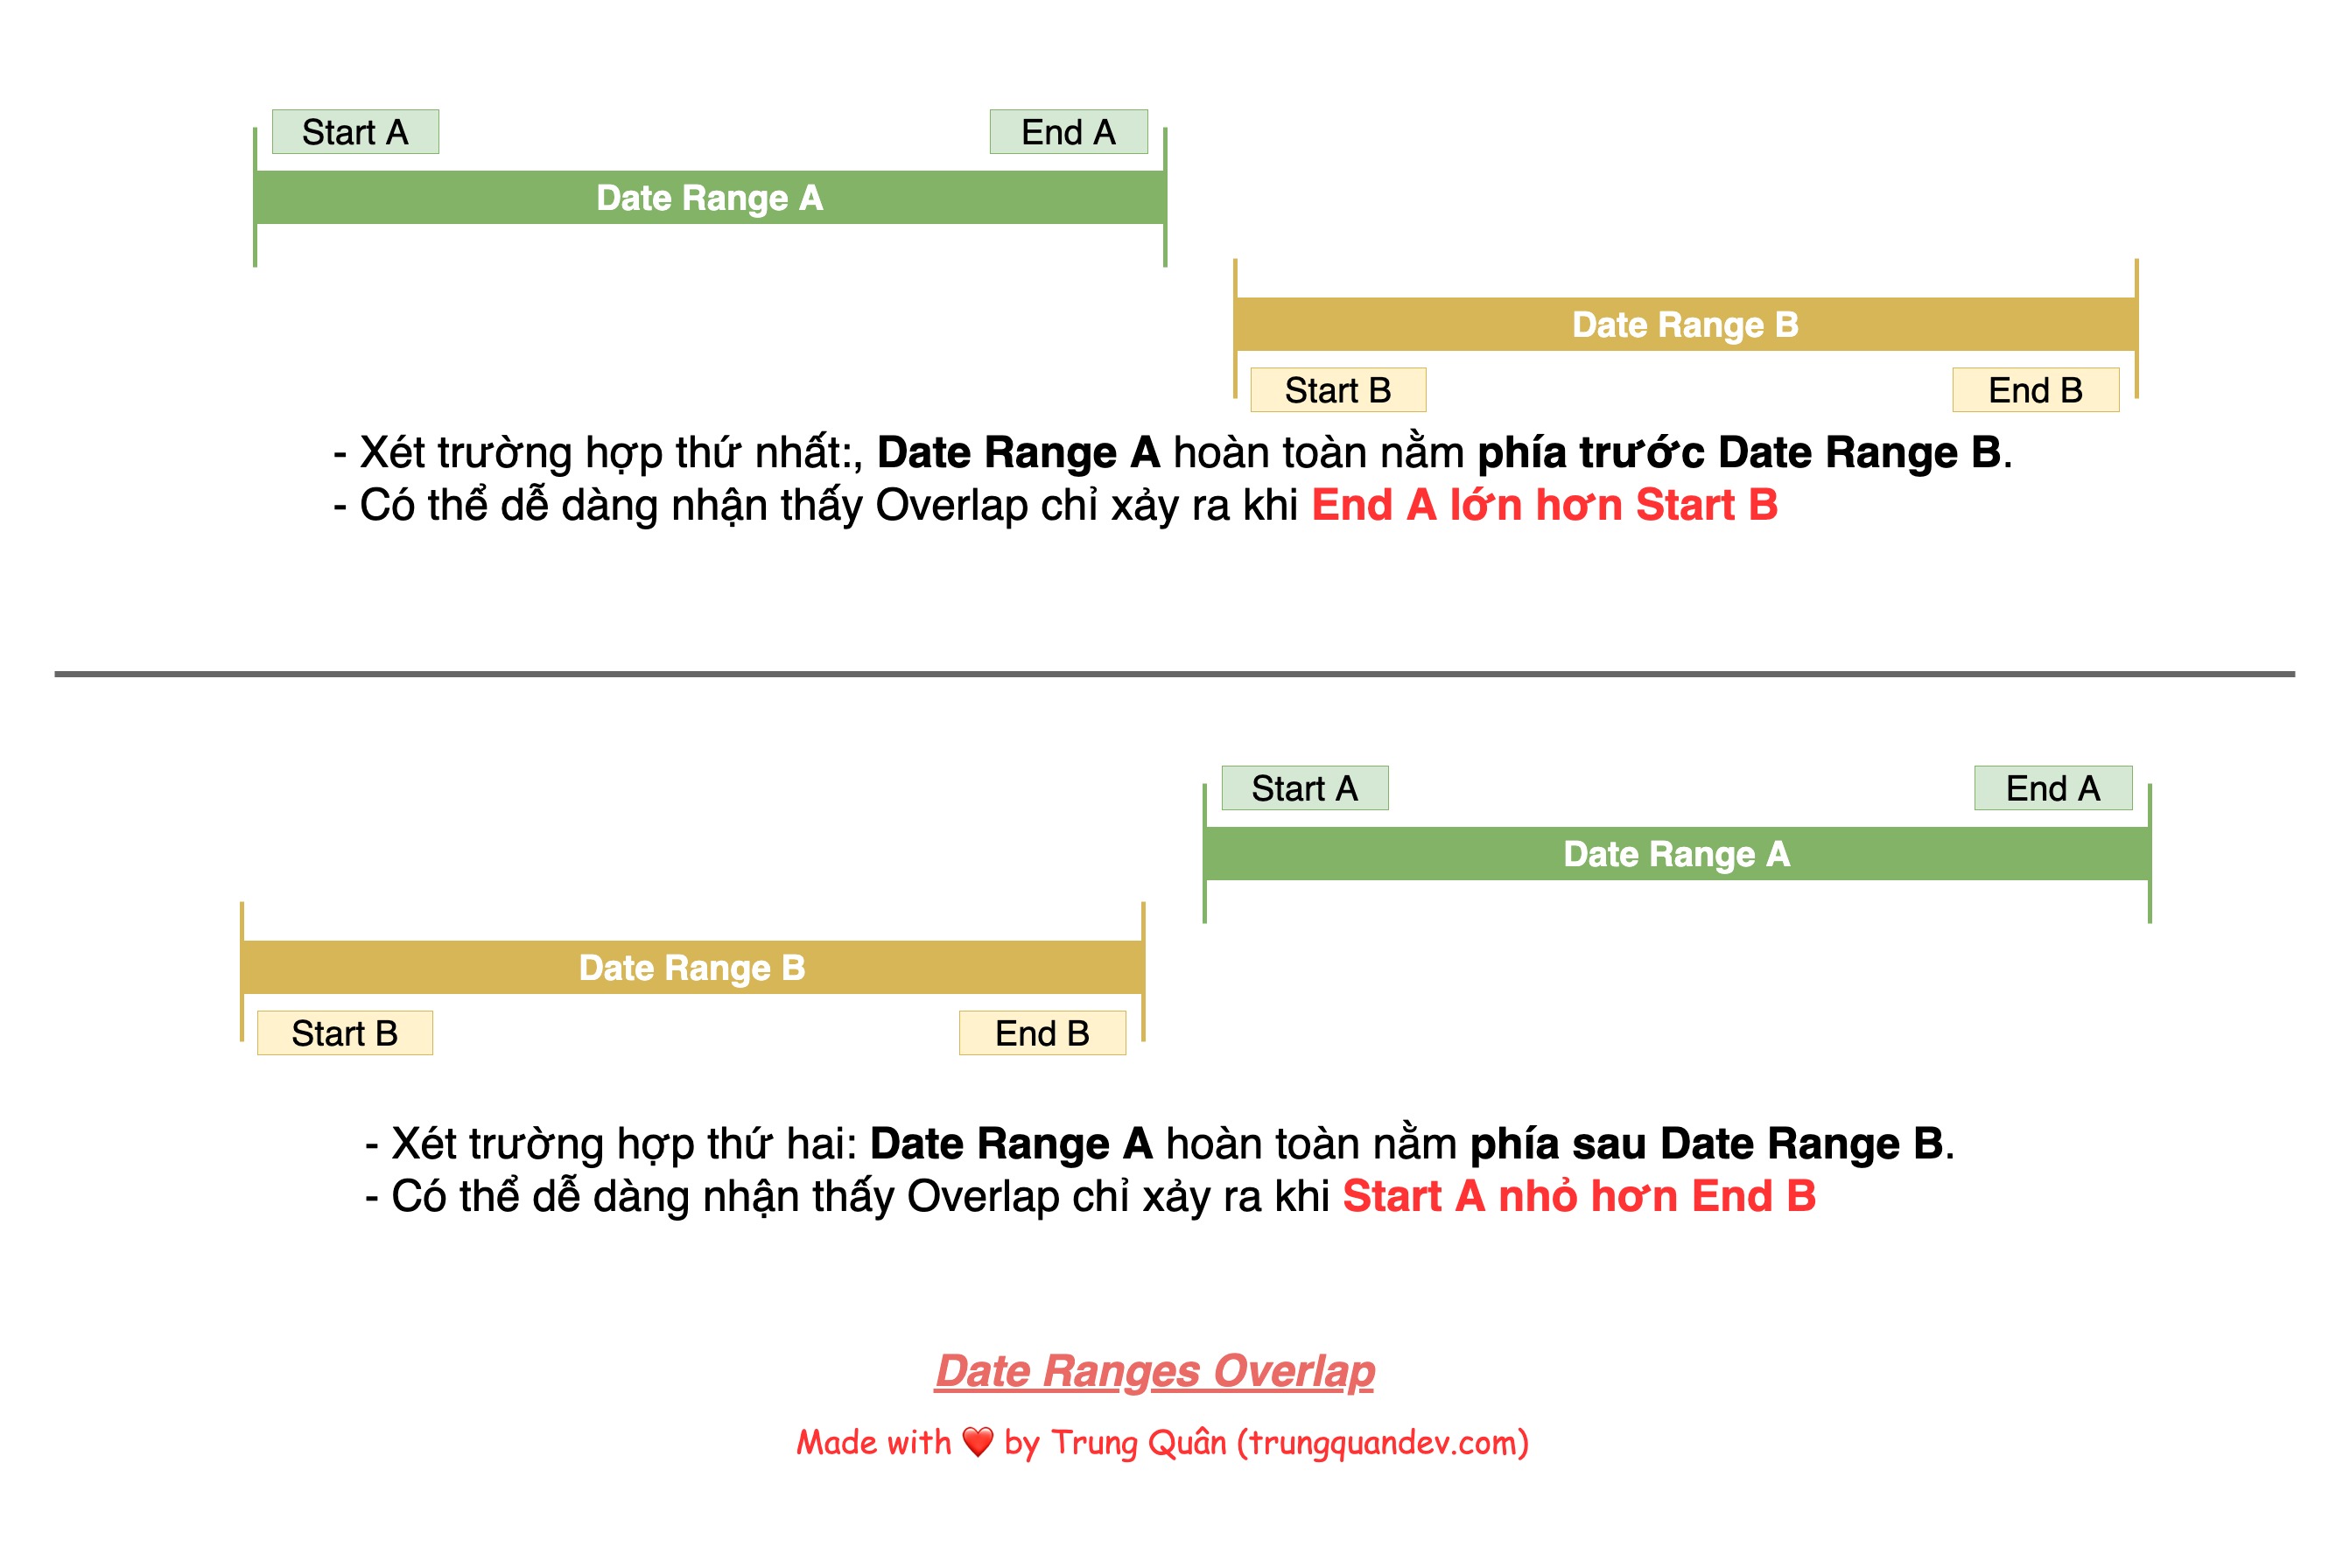 Start A
End A
Date Range A
Date Range B
Start B
End B
- Xét trường hợp thứ nhất:, Date Range A hoàn toàn nằm phía trước Date Range B.
- Có thể dễ dàng nhận thấy Overlap chỉ xảy ra khi End A lớn hơn Start B
Start A
End A
Date Range A
Date Range B
Start B
End B
- Xét trường hợp thứ hai: Date Range A hoàn toàn nằm phía sau Date Range B.
- Có thể dễ dàng nhận thấy Overlap chỉ xảy ra khi Start A nhỏ hơn End B
Date Ranges Overlap
Made with ❤️ by Trung Quân (trungquandev.com)